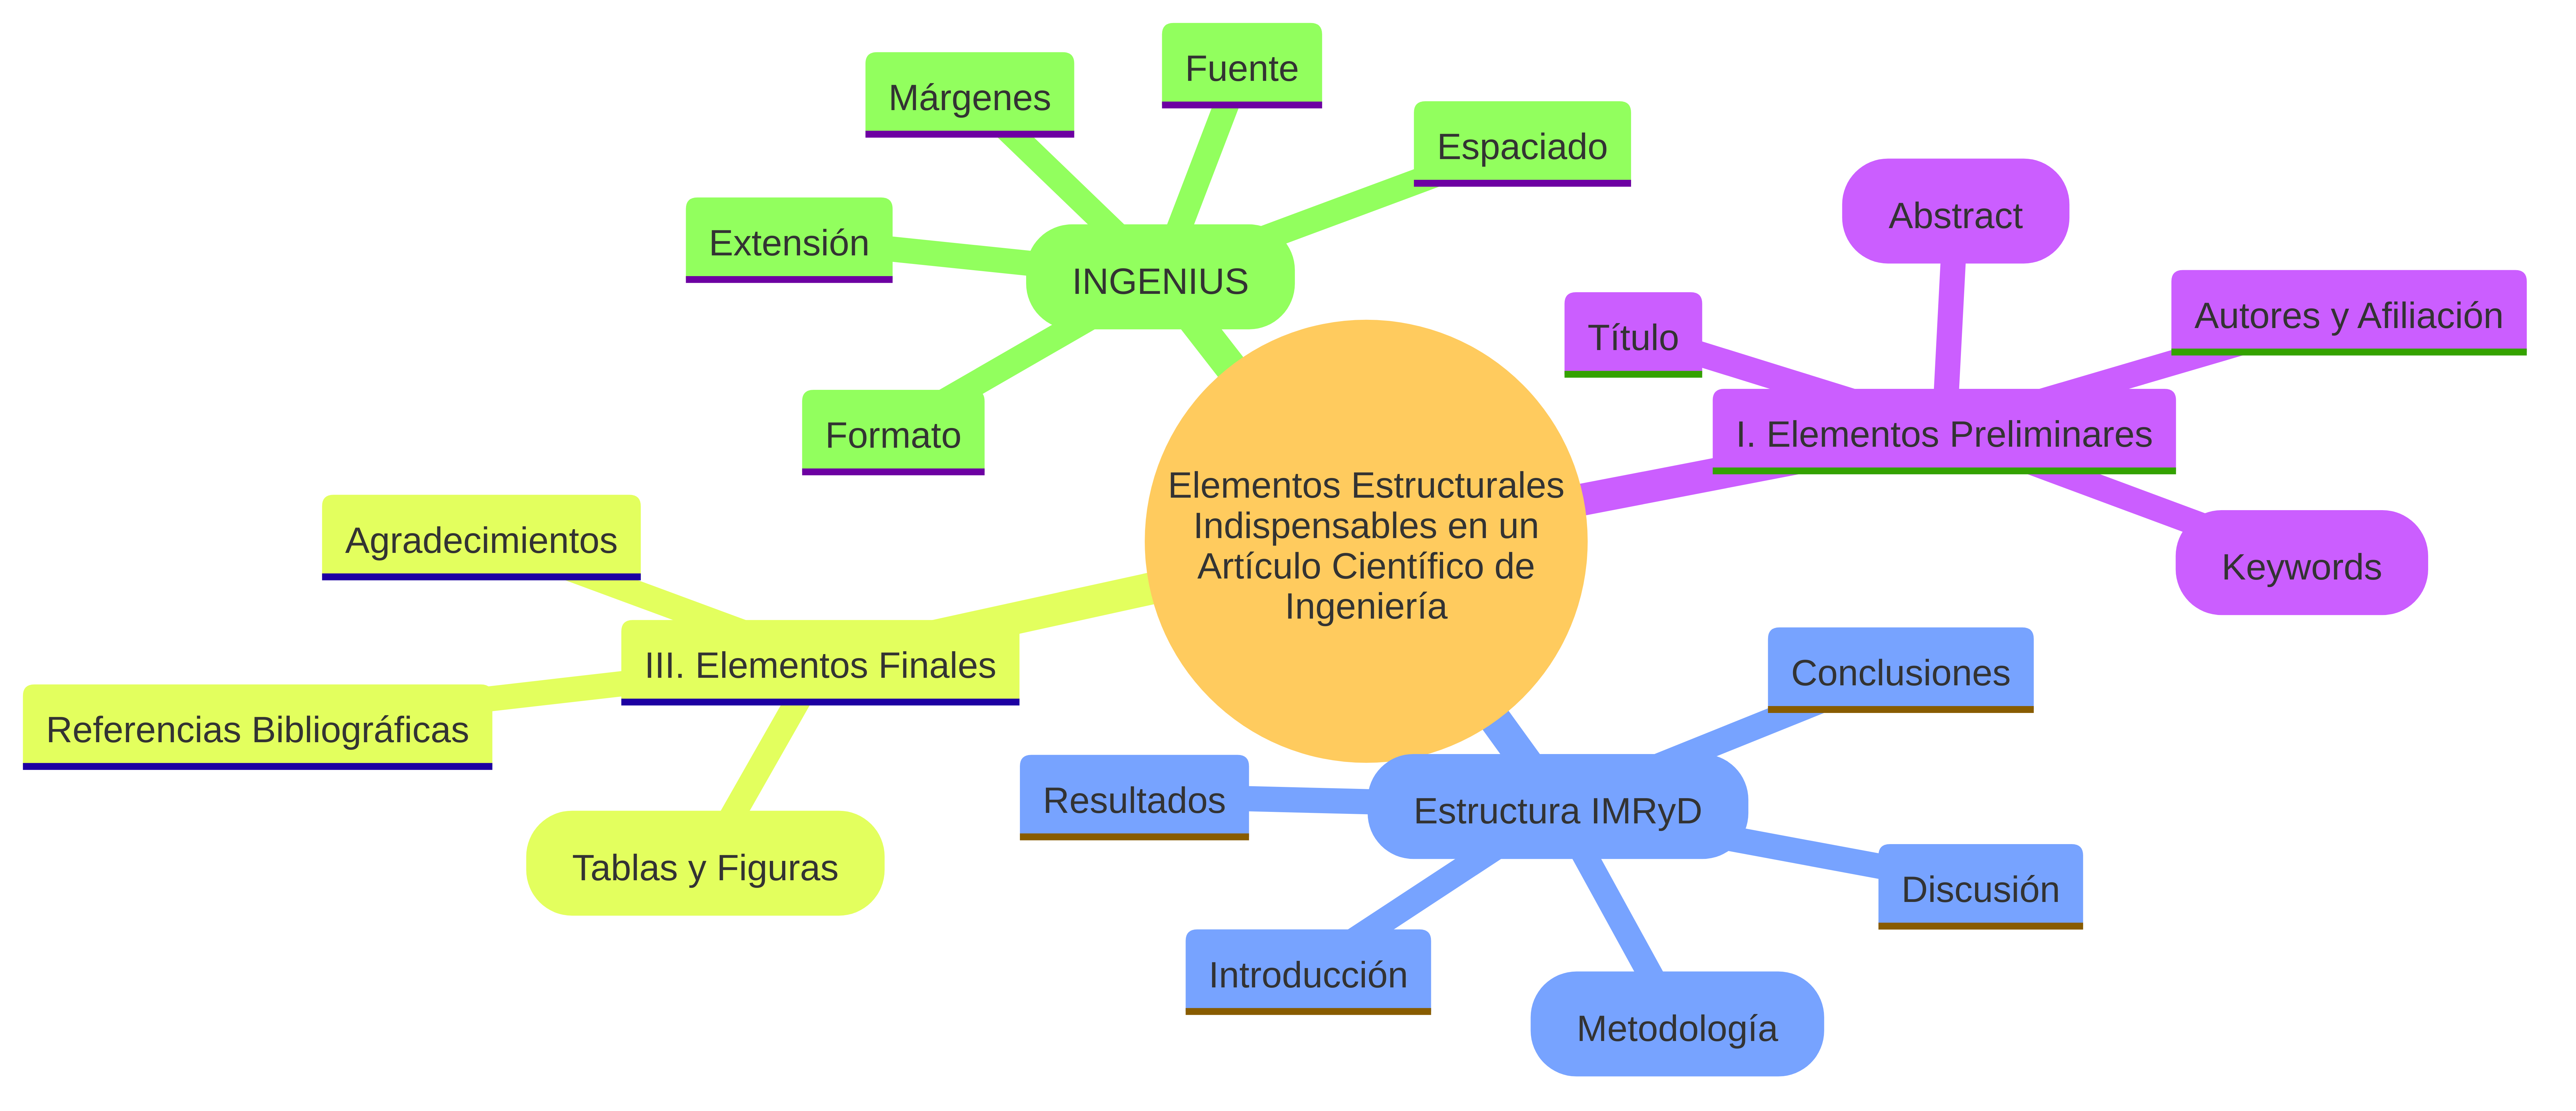 Fuente
Márgenes
Espaciado
Extensión
INGENIUS
Formato
Abstract
Título
Autores y Afiliación
I. Elementos Preliminares
Keywords
Elementos Estructurales
Indispensables en un
Artículo Científico de
Ingeniería
Agradecimientos
III. Elementos Finales
Referencias Bibliográficas
Tablas y Figuras
Conclusiones
Resultados
Estructura IMRyD
Discusión
Introducción
Metodología